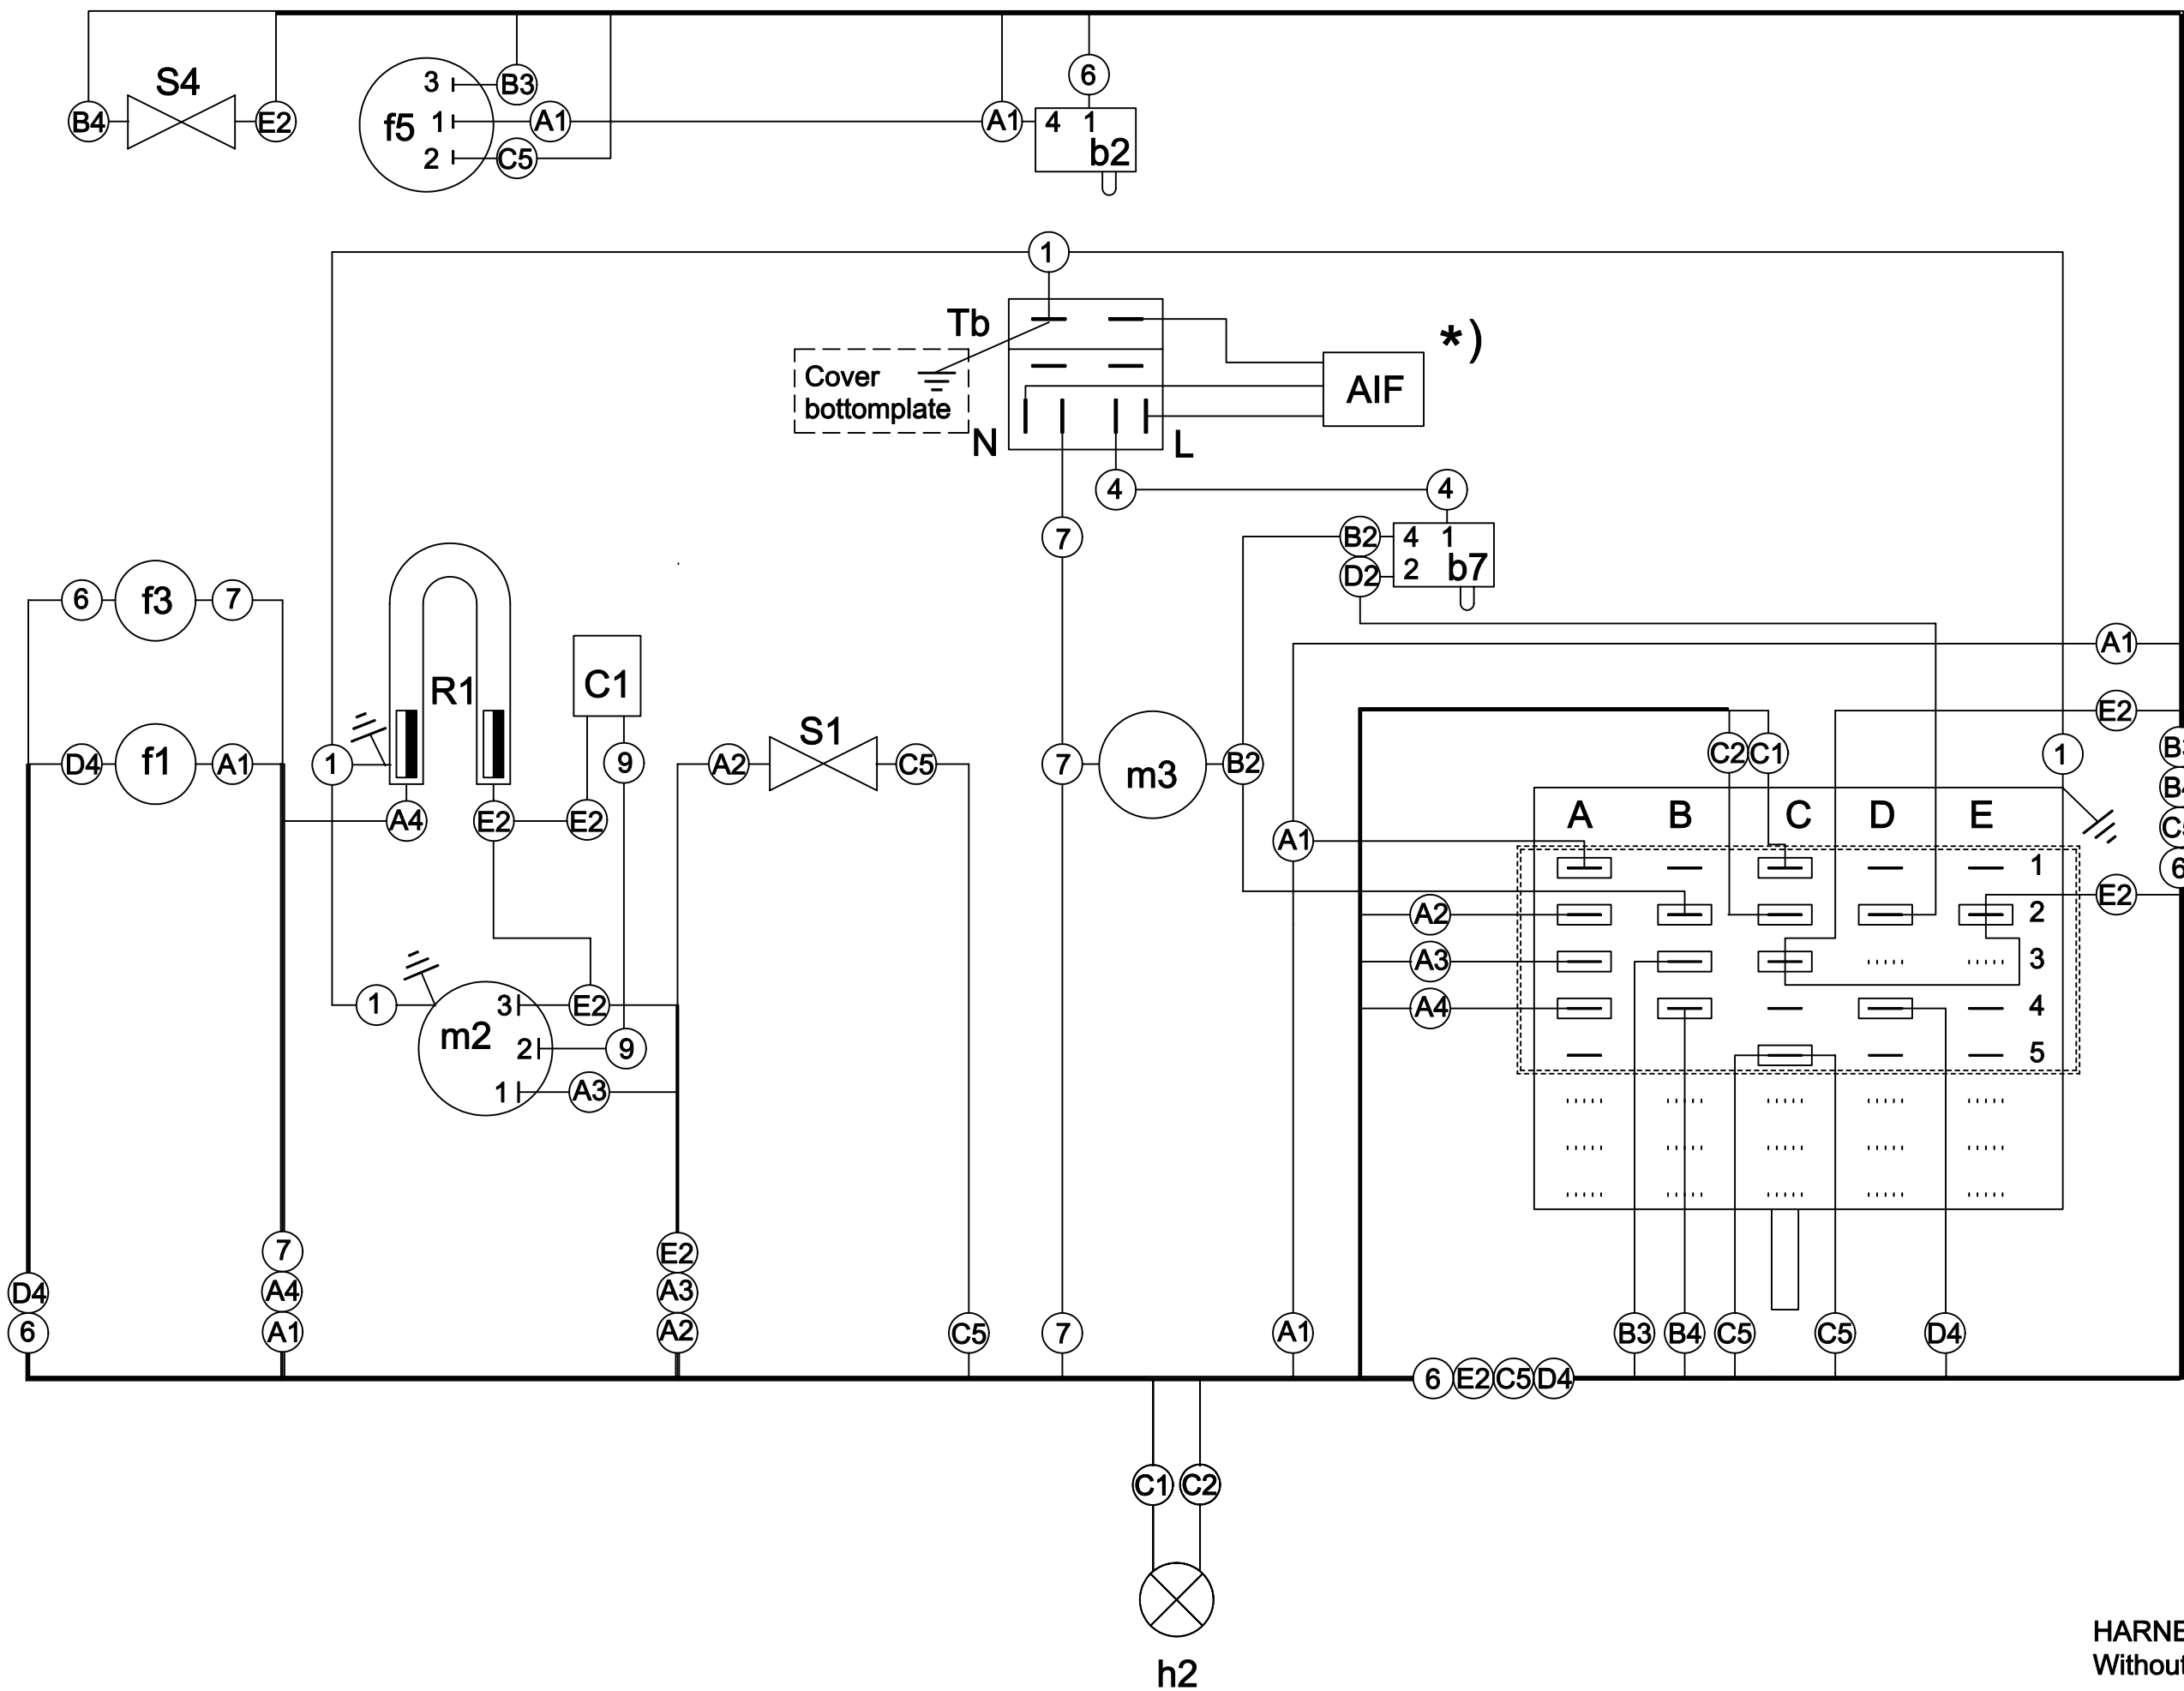 S4
B4
E2
f5
3
1
2
B3
A1
C5
A1
6
4 1
b2
1
Tb
Cover
bottomplate
N
L
*)
AIF
4
4
7
B2
D2
4 1
2
b7
6
f3
7
D4
f1
A1
R1
C1
1
A4
E2
E2
9
A2
S1
C5
7
m3
B2
A1
A1
E2
E2
C2
C1
1
6
A B C D E
1
2
3
4
5
A2
A3
A4
1
m2
3
2
1
E2
9
A3
D4
6
7
A4
A1
E2
A3
A2
C5
7
A1
6 E2 C5 D4
B3
B4
C5
C5
D4
C1
C2
h2
Without